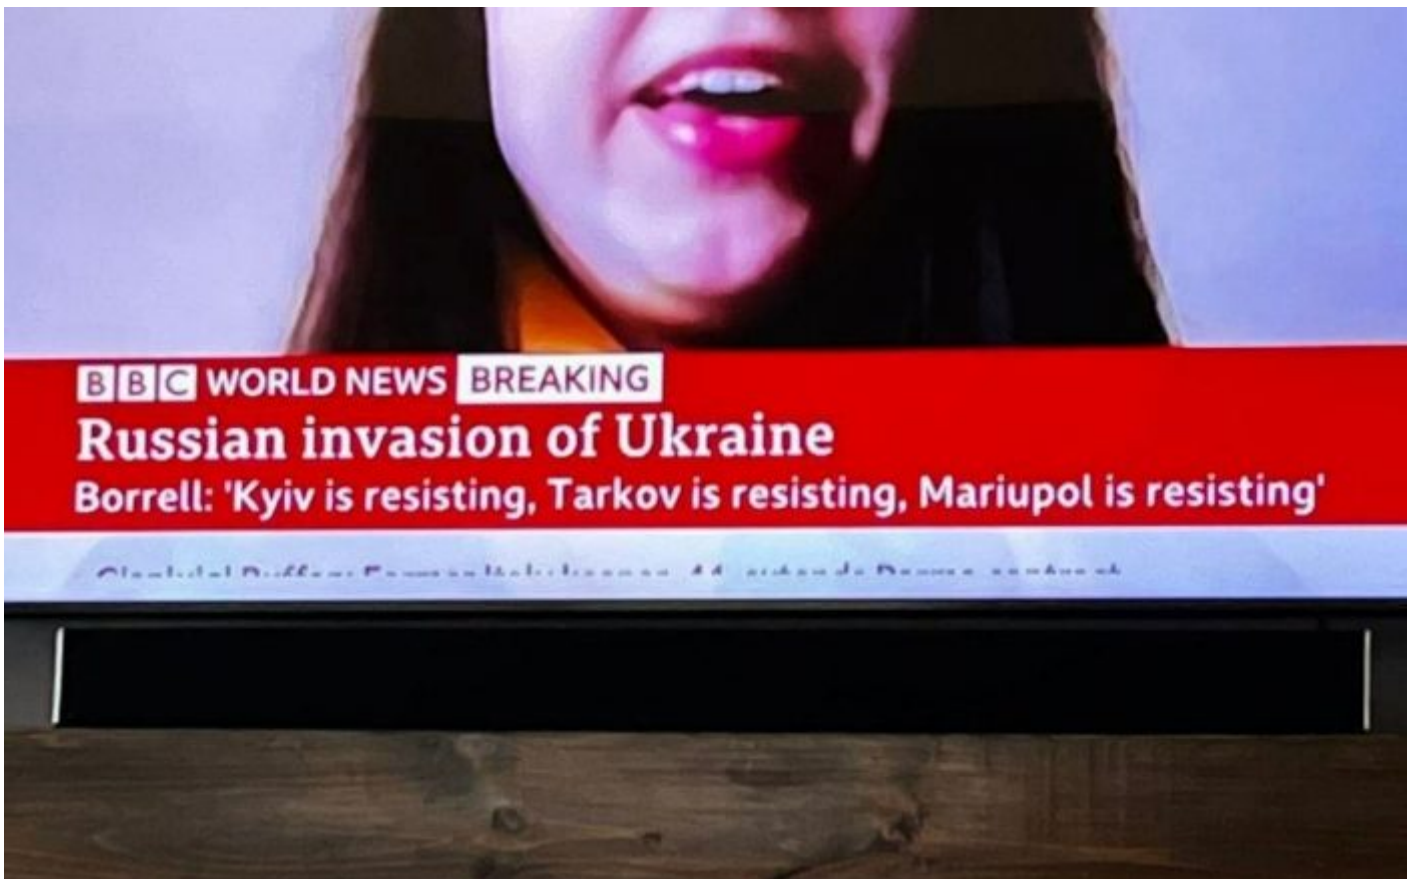 BBC WORLD NEWS BREAKING
Russian invasion of Ukraine
Borrell: 'Kyiv is resisting, Tarkov is resisting, Mariupol is resisting'